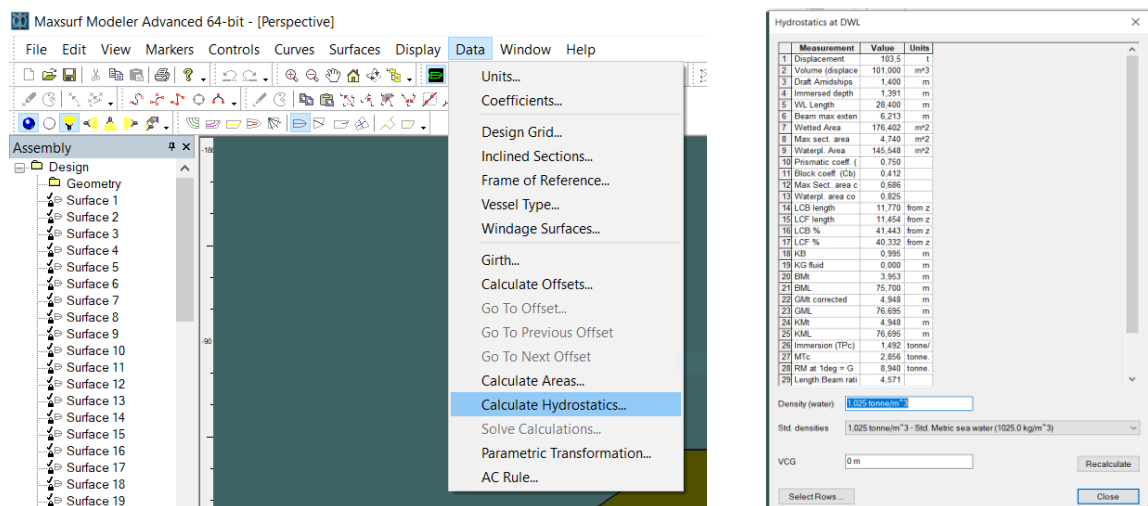 Maxsurf Modeler Advanced 64-bit - [Perspective]
File Edit View Markers Controls Curves Surfaces Display Data Window Help
Assembly
Design
Geometry
Surface 1
Surface 2
Surface 3
Surface 4
Surface 5
Surface 6
Surface 7
Surface 8
Surface 9
Surface 10
Surface 11
Surface 12
Surface 13
Surface 14
Surface 15
Surface 16
Surface 17
Surface 18
Surface 19
-180
-90
Units...
Coefficients...
Design Grid...
Inclined Sections...
Frame of Reference...
Vessel Type...
Windage Surfaces...
Girth...
Calculate Offsets...
Go To Offset...
Go To Previous Offset
Go To Next Offset
Calculate Areas...
Calculate Hydrostatics...
Solve Calculations...
Parametric Transformation...
AC Rule...
Hydrostatics at DWL
Measurement Value Units
1 Displacement 103,5 t
2 Volume (displace 101,000 m^3
3 Draft Amidships 1,400 m
4 Immersed depth 1,391 m
5 WL Length 28,400 m
6 Beam max exten 6,213 m
7 Wetted Area 176,402 m^2
8 Max sect. area 4,740 m^2
9 Waterpl. Area 145,548 m^2
10 Prismatic coeff. ( 0,750
11 Block coeff. (Cb) 0,412
12 Max Sect. area c 0,686
13 Waterpl. area co 0,825
14 LCB length 11,770 from z
15 LCF length 11,454 from z
16 LCB % 41,443 from z
17 LCF % 40,332 from z
18 KB 0,995 m
19 KG fluid 0,000 m
20 BMt 3,953 m
21 BML 75,700 m
22 GMt corrected 4,948 m
23 GML 76,695 m
24 KMt 4,948 m
25 KML 76,695 m
26 Immersion (TPc) 1,492 tonne/
27 MTc 2,856 tonne.
28 RM at 1deg = G 8,940 tonne.
29 Length:Beam rati 4,571
Density (water) 1,025 tonne/m^3
Std. densities 1,025 tonne/m^3 - Std. Metric sea water (1025.0 kg/m^3)
VCG 0 m
Recalculate
Select Rows ... Close